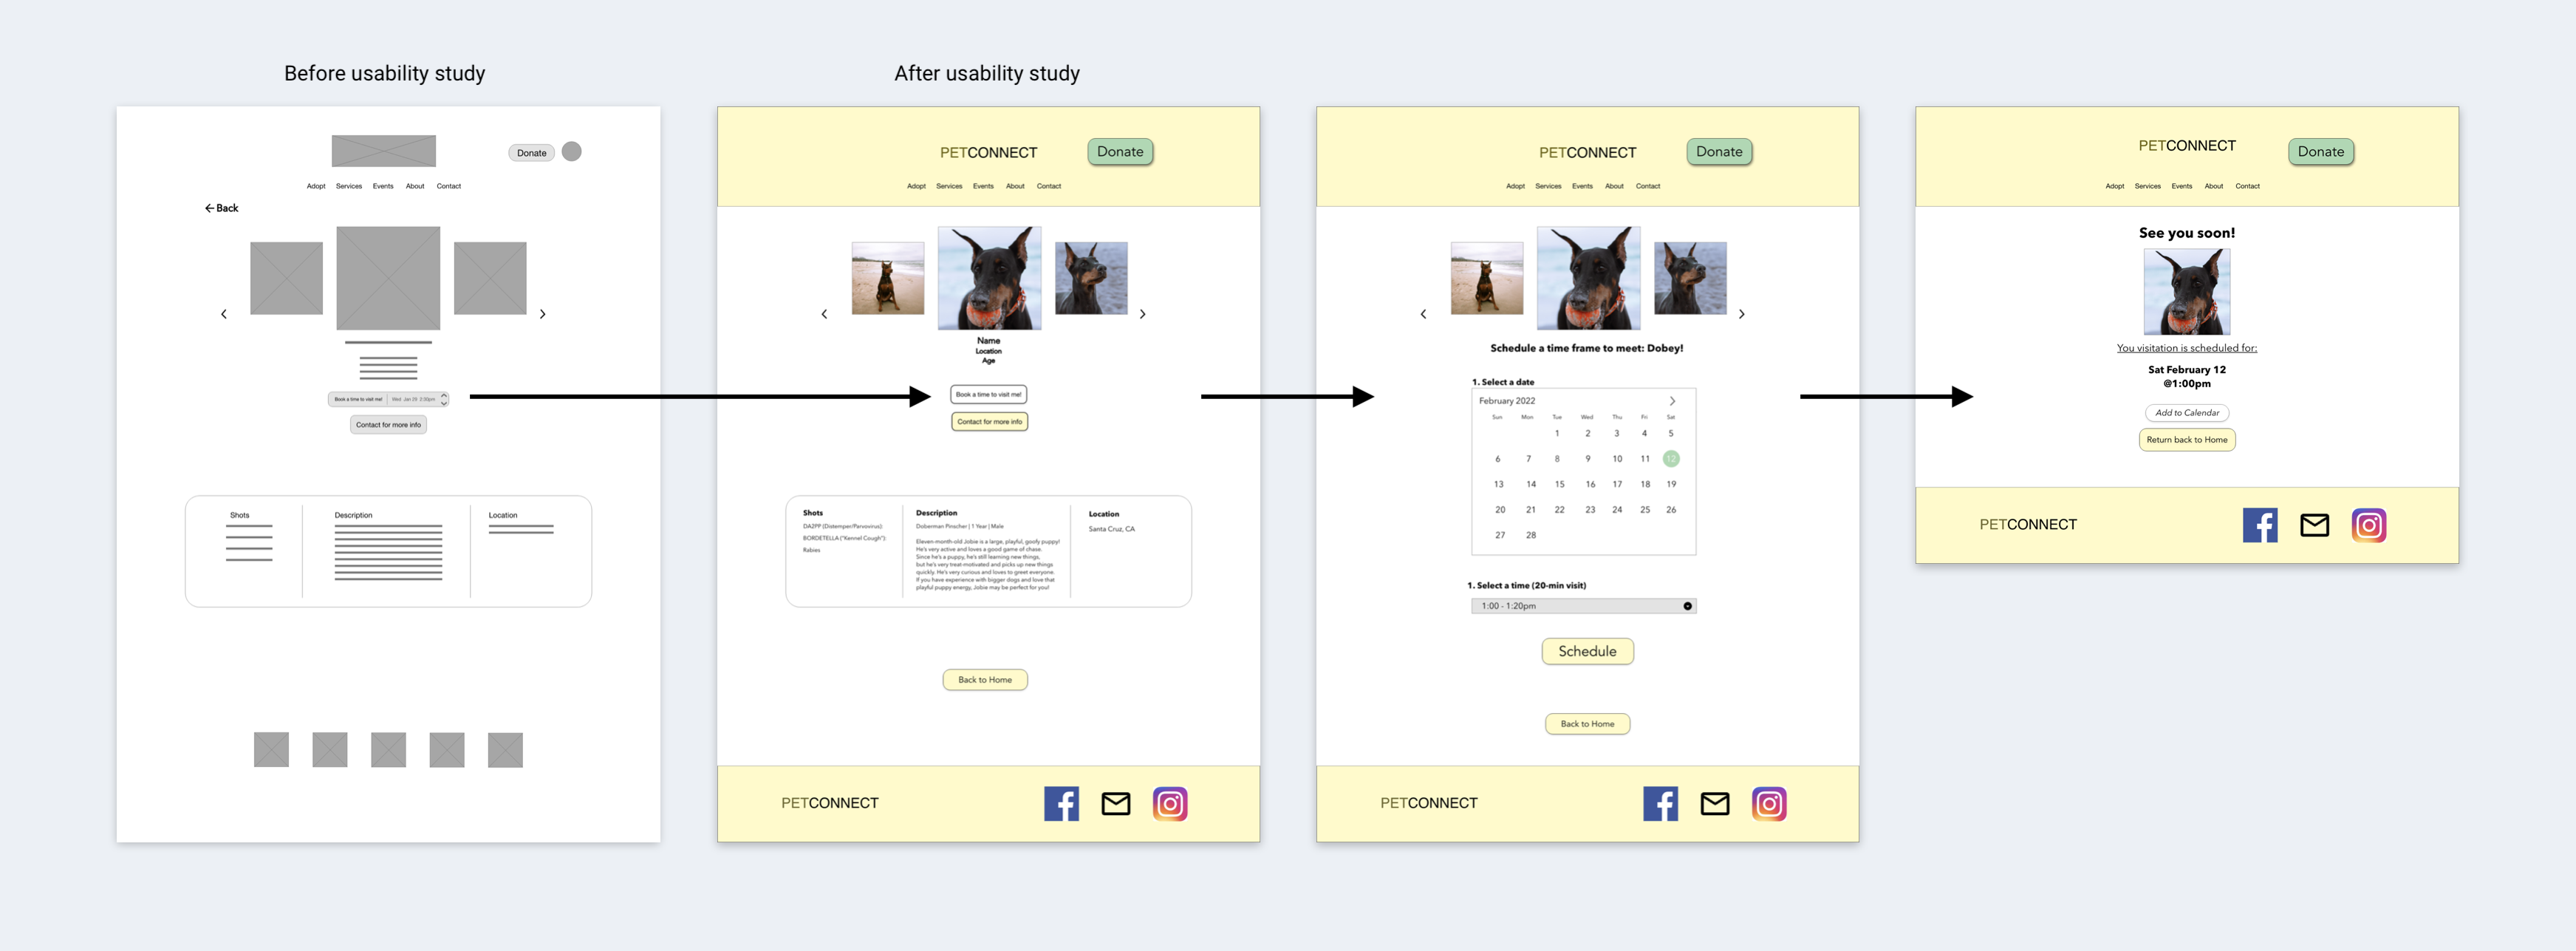 Before usability study
After usability study
Donate
Adopt Services Events About Contact
←Back
Book a time to visit me! Wed Jan 29 2:30pm
Contact for more info
Shots
Description
Location
PETCONNECT
Donate
Adopt Services Events About Contact
Name
Location
Age
Book a time to visit me!
Contact for more info
Shots
DA2PP (Distemper/Parvovirus):
BORDETELLA ("Kennel Cough"):
Rabies
Description
Doberman Pinscher | 1 Year | Male
Eleven-month-old Jobie is a large, playful, goofy puppy!
He's very active and loves a good game of chase.
Since he's a puppy, he's still learning new things,
but he's very treat-motivated and picks up new things
quickly. He's very curious and loves to greet everyone.
If you have experience with bigger dogs and love that
playful puppy energy, Jobie may be perfect for you!
Location
Santa Cruz, CA
Back to Home
PETCONNECT
PETCONNECT
Donate
Adopt Services Events About Contact
Schedule a time frame to meet: Dobey!
1. Select a date
February 2022
Sun Mon Tue Wed Thu Fri Sat
1 2 3 4 5
6 7 8 9 10 11 12
13 14 15 16 17 18 19
20 21 22 23 24 25 26
27 28
1. Select a time (20-min visit)
1:00 - 1:20pm
Schedule
Back to Home
PETCONNECT
PETCONNECT
Donate
Adopt Services Events About Contact
See you soon!
You visitation is scheduled for:
Sat February 12
@1:00pm
Add to Calendar
Return back to Home
PETCONNECT